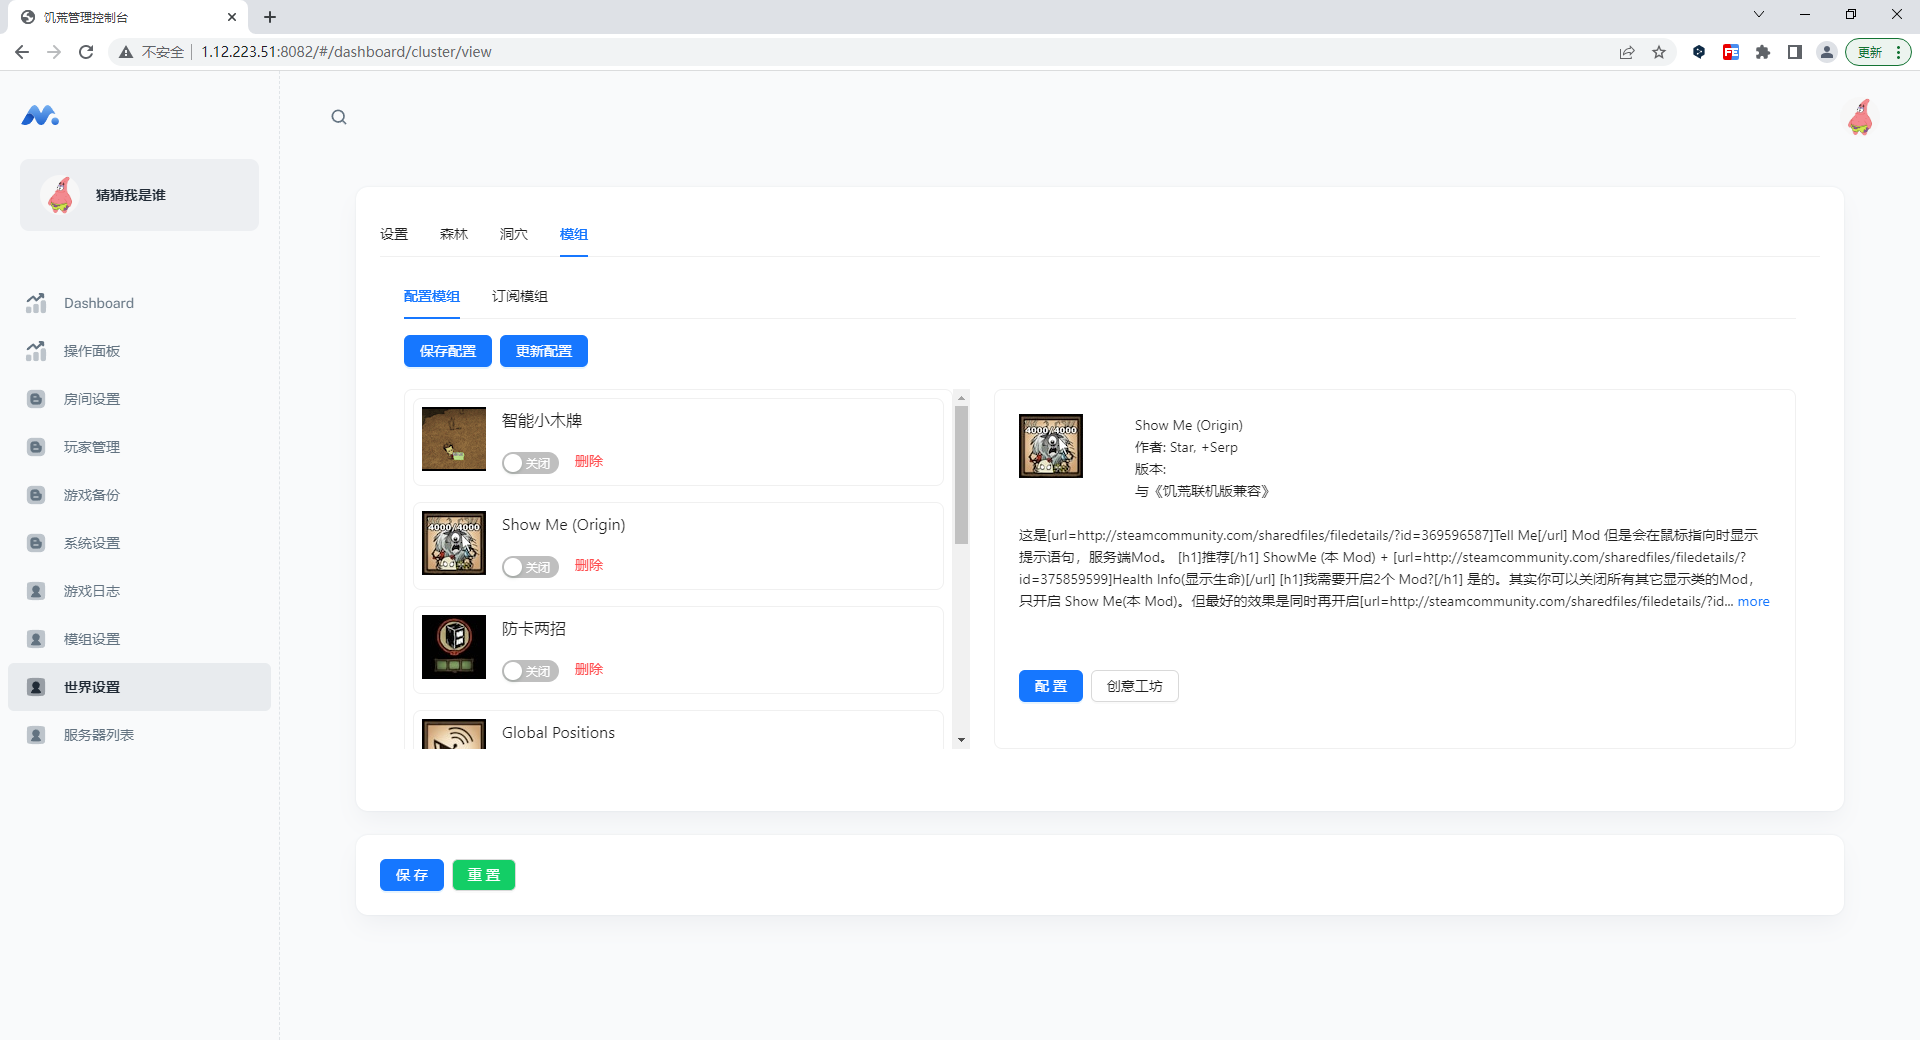 饥荒管理控制台
不安全
1.12.223.51:8082/#/dashboard/cluster/view
更新
猜猜我是谁
Dashboard
操作面板
房间设置
玩家管理
游戏备份
系统设置
游戏日志
模组设置
世界设置
服务器列表
设置
森林
洞穴
模组
配置模组
订阅模组
保存配置
更新配置
智能小木牌
关闭
删除
4000/4000
Show Me (Origin)
关闭
删除
防卡两招
关闭
删除
Global Positions
4000/4000
Show Me (Origin)
作者: Star, +Serp
版本:
与《饥荒联机版兼容》
这是[url=http://steamcommunity.com/sharedfiles/filedetails/?id=369596587]Tell Me[/url] Mod 但是会在鼠标指向时显示
提示语句，服务端Mod。 [h1]推荐[/h1] ShowMe (本 Mod) + [url=http://steamcommunity.com/sharedfiles/filedetails/?
id=375859599]Health Info(显示生命)[/url] [h1]我需要开启2个 Mod?[/h1] 是的。其实你可以关闭所有其它显示类的Mod，
只开启 Show Me(本 Mod)。但最好的效果是同时再开启[url=http://steamcommunity.com/sharedfiles/filedetails/?id... more
配 置
创意工坊
保 存
重 置